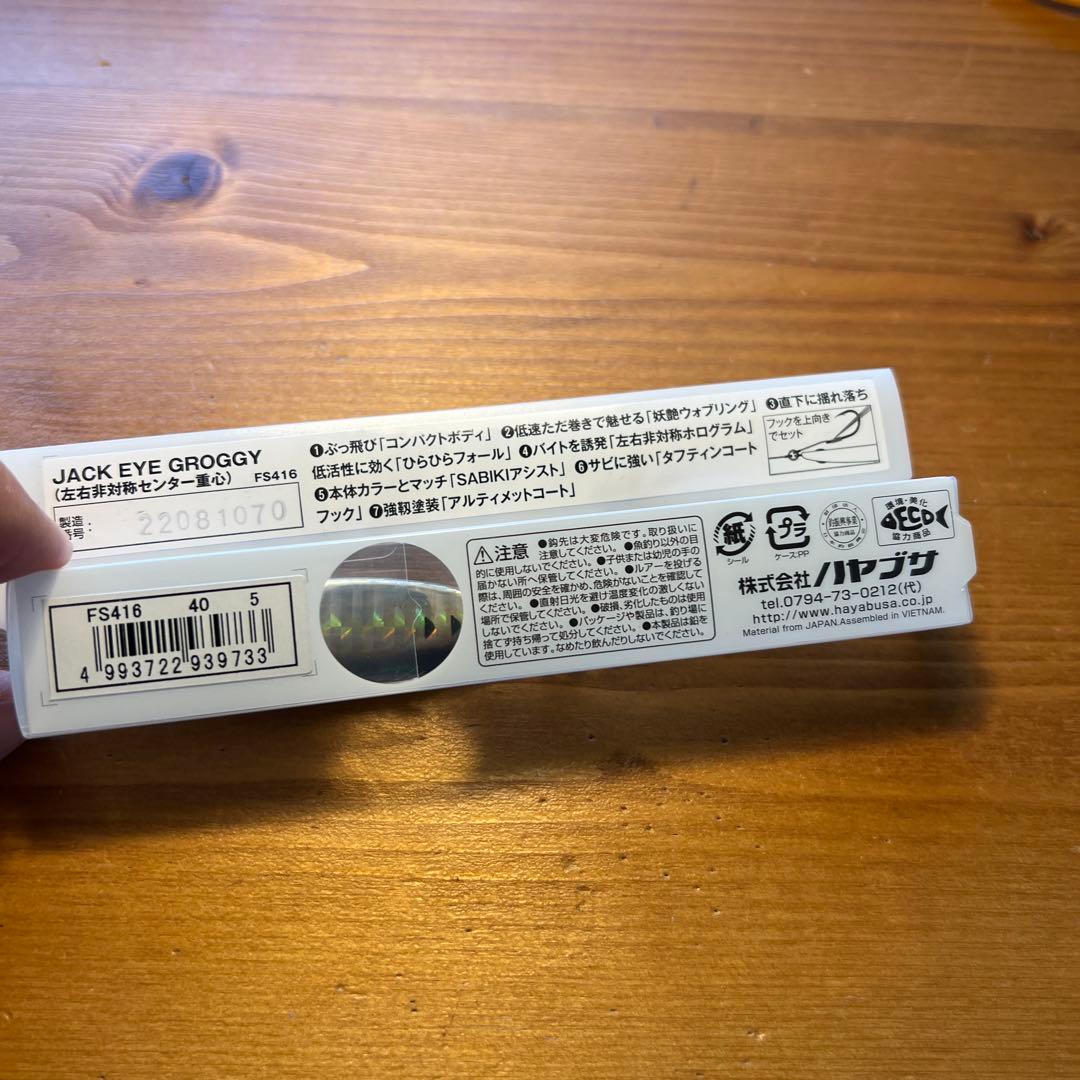 JACK EYE GROGGY
(左右非対称センター重心) FS416
製造
番号:
22081070
❶ぶっ飛び「コンパクトボディ」 ❷低速ただ巻きで魅せる「妖艶ウォブリング」 ❸直下に揺れ落ち
低活性に効く「ひらひらフォール」 ❹バイトを誘発「左右非対称ホログラム」
❺本体カラーとマッチ「SABIKIアシスト」 ❻サビに強い「タフティンコート
フック」 ❼強靱塗装「アルティメットコート」
フックを上向き
でセット
FS416 40 5
4 993722 939733
⚠注意
●鈎先は大変危険です。取り扱いに
注意してください。 ●魚釣り以外の目
的に使用しないでください。 ●子供または幼児の手の
届かない所へ保管してください。 ●ルアーを投げる
際は、周囲の安全を確かめ、危険がないことを確認して
ください。 ●直射日光を避け温度変化の激しくない
場所で保管してください。 ●破損、劣化したものは使用
しないでください。 ●パッケージや製品は、釣り場に
捨てず持ち帰って処分してください。 ●本製品は鉛を
使用しています。なめたり飲んだりしないでください。
紙
シール
プラ
ケース:PP
釣振興事業
協力商品
環境・美化
ECO
協力商品
株式会社ハヤブサ
tel.0794-73-0212(代)
http://www.hayabusa.co.jp
Material from JAPAN.Assembled in VIETNAM.